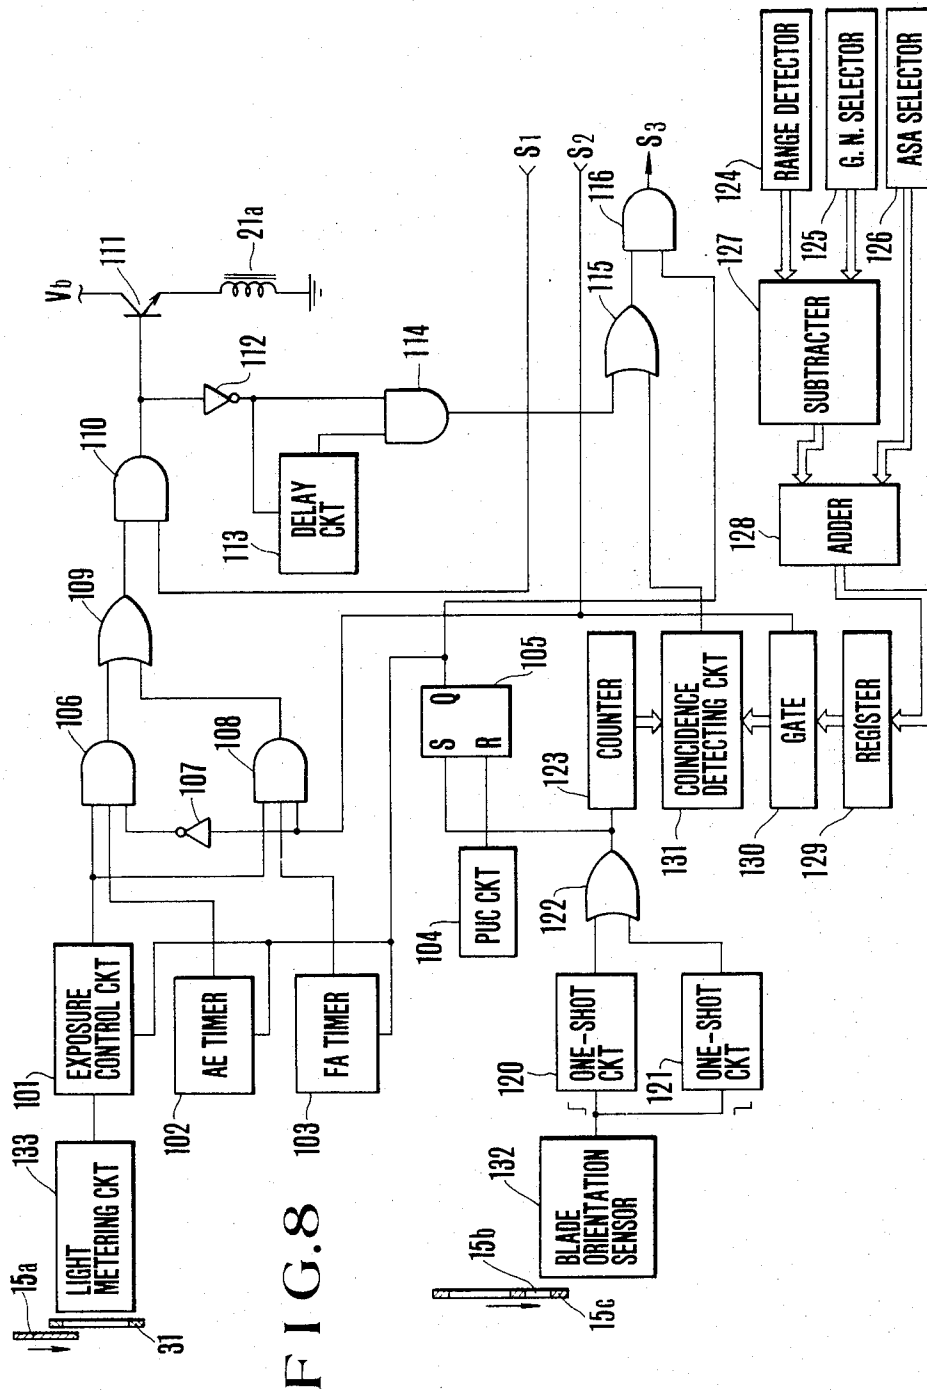 FIG.8
15a
31
133
LIGHT
METERING CKT
101
EXPOSURE
CONTROL CKT
102
AE TIMER
103
FA TIMER
106
107
108
109
110
Vb
111
21a
112
113
DELAY
CKT
114
S1
S2
115
116
S3
104
PUC CKT
S
Q
R
105
15b
15c
132
BLADE
ORIENTATION
SENSOR
120
ONE-SHOT
CKT
121
ONE-SHOT
CKT
122
123
COUNTER
131
COINCIDENCE
DETECTING CKT
130
GATE
129
REGISTER
128
ADDER
127
SUBTRACTER
124
RANGE DETECTOR
125
G. N. SELECTOR
126
ASA SELECTOR